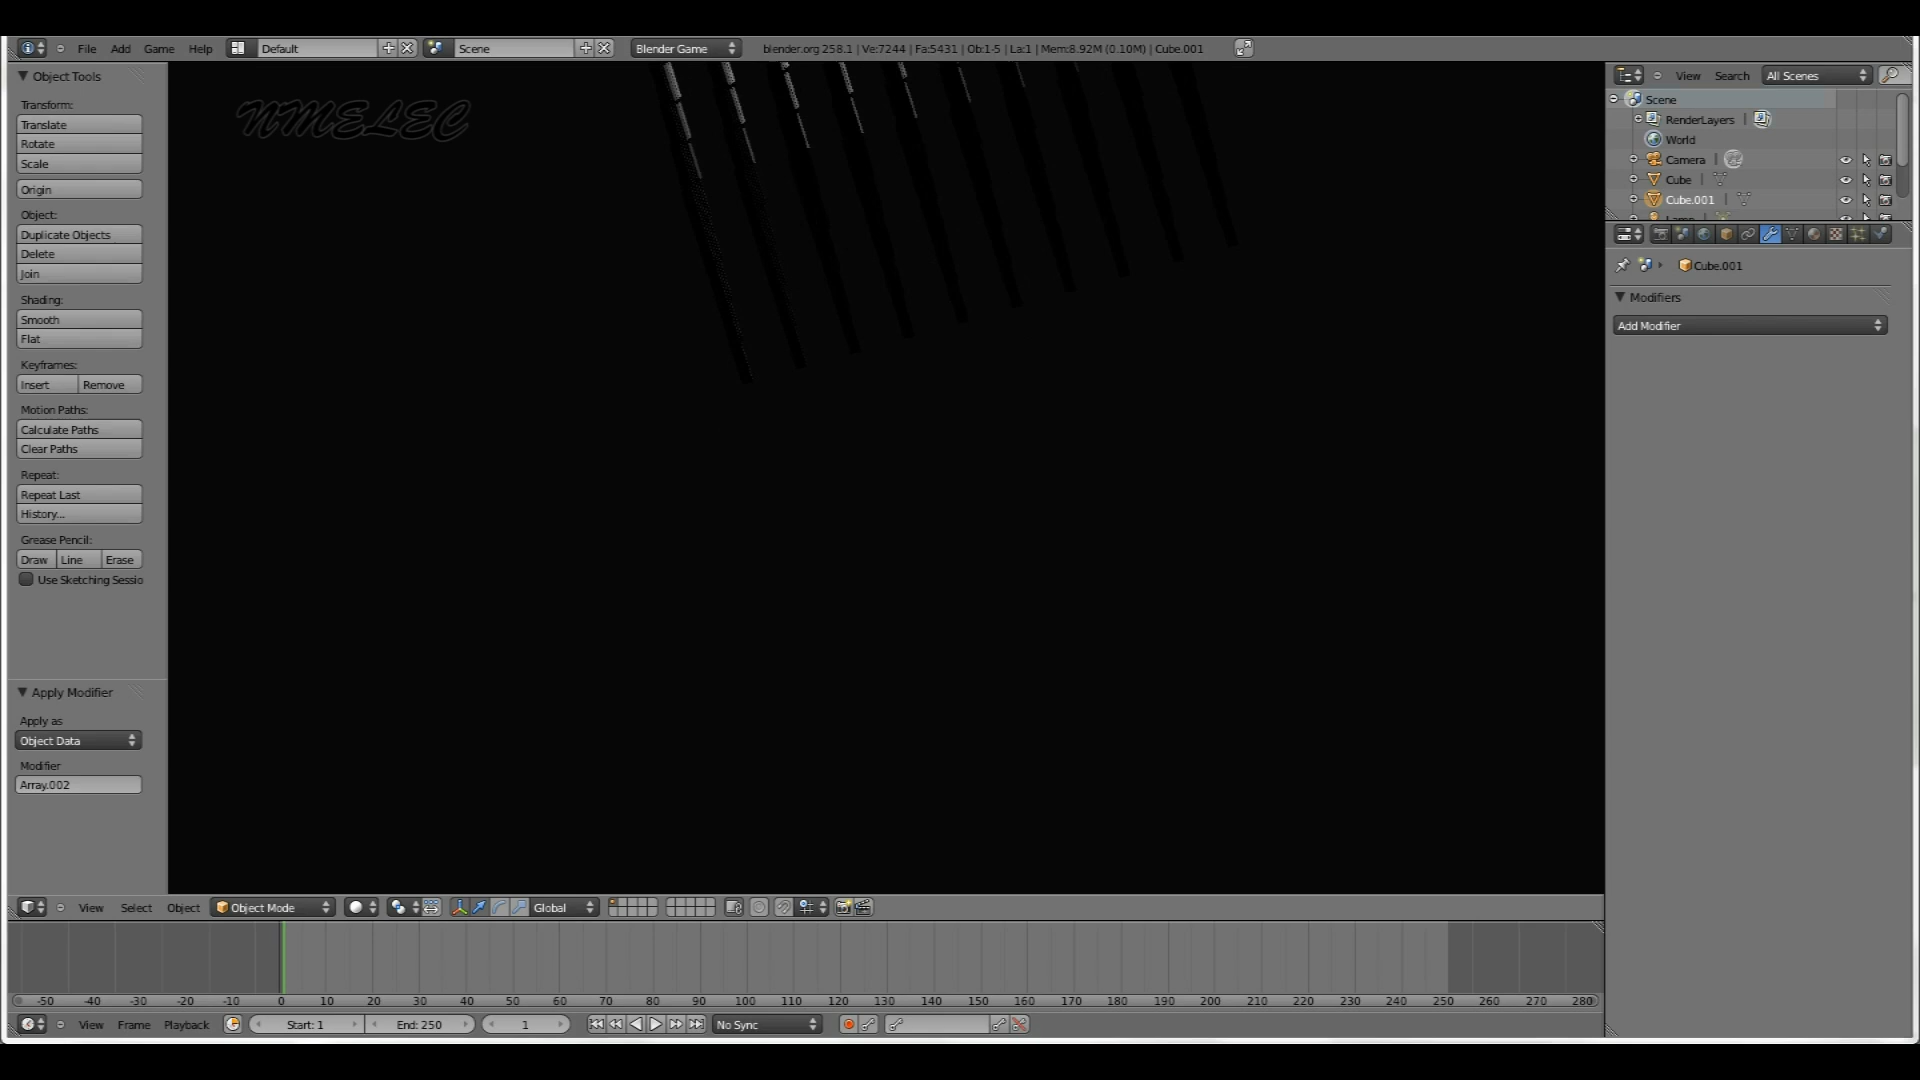 File Add Game Help Default Scene Blender Game blender.org 258.1 | Ve:7244 | Fa:5431 | Ob:1-5 | La:1 | Mem:8.92M (0.10M) | Cube.001
Object Tools
Transform:
Translate
Rotate
Scale
Origin
Object:
Duplicate Objects
Delete
Join
Shading:
Smooth
Flat
Keyframes:
Insert Remove
Motion Paths:
Calculate Paths
Clear Paths
Repeat:
Repeat Last
History...
Grease Pencil:
Draw Line Erase
Use Sketching Sessio
Apply Modifier
Apply as
Object Data
Modifier
Array.002
NMELEC
View Search All Scenes
Scene
RenderLayers |
World
Camera |
Cube |
Cube.001 |
Lamp
Cube.001
Modifiers
Add Modifier
View Select Object Object Mode Global
-50 -40 -30 -20 -10 0 10 20 30 40 50 60 70 80 90 100 110 120 130 140 150 160 170 180 190 200 210 220 230 240 250 260 270 280
View Frame Playback Start: 1 End: 250 1 No Sync